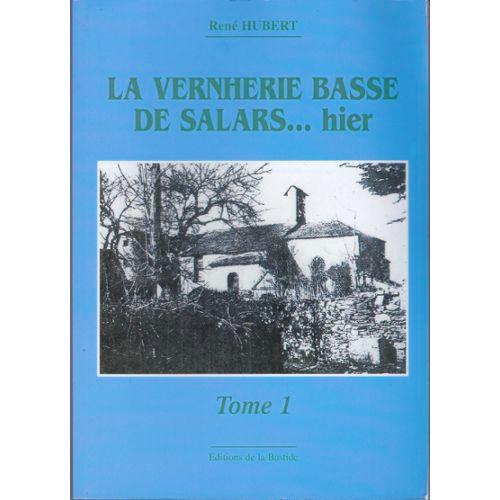 René HUBERT
LA VERNHERIE BASSE
DE SALARS... hier
Tome 1
Editions de la Bastide